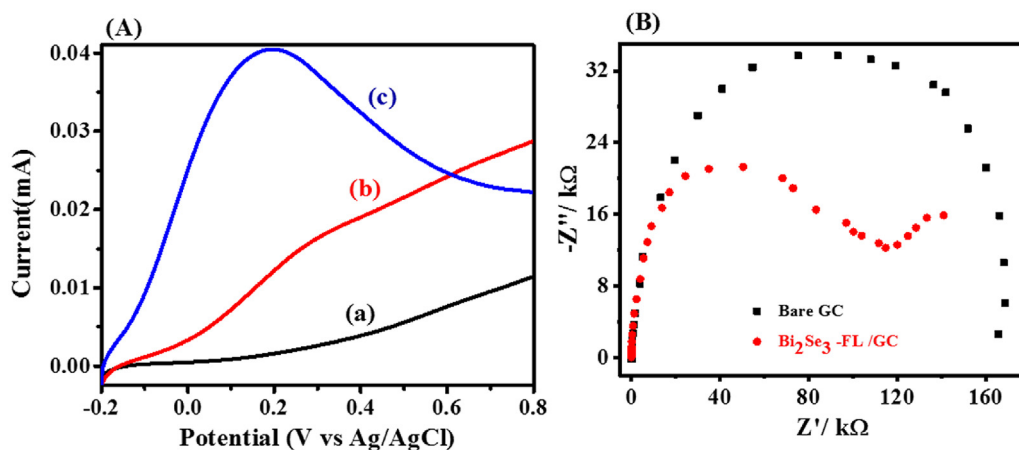 (A)
0.04
0.03
0.02
0.01
0.00
Current(mA)
(c)
(b)
(a)
-0.2
0.0
0.2
0.4
0.6
0.8
Potential (V vs Ag/AgCl)
(B)
32
24
16
8
0
-Z"/ kΩ
Bare GC
Bi₂Se₃ -FL /GC
0
40
80
120
160
Z'/ kΩ